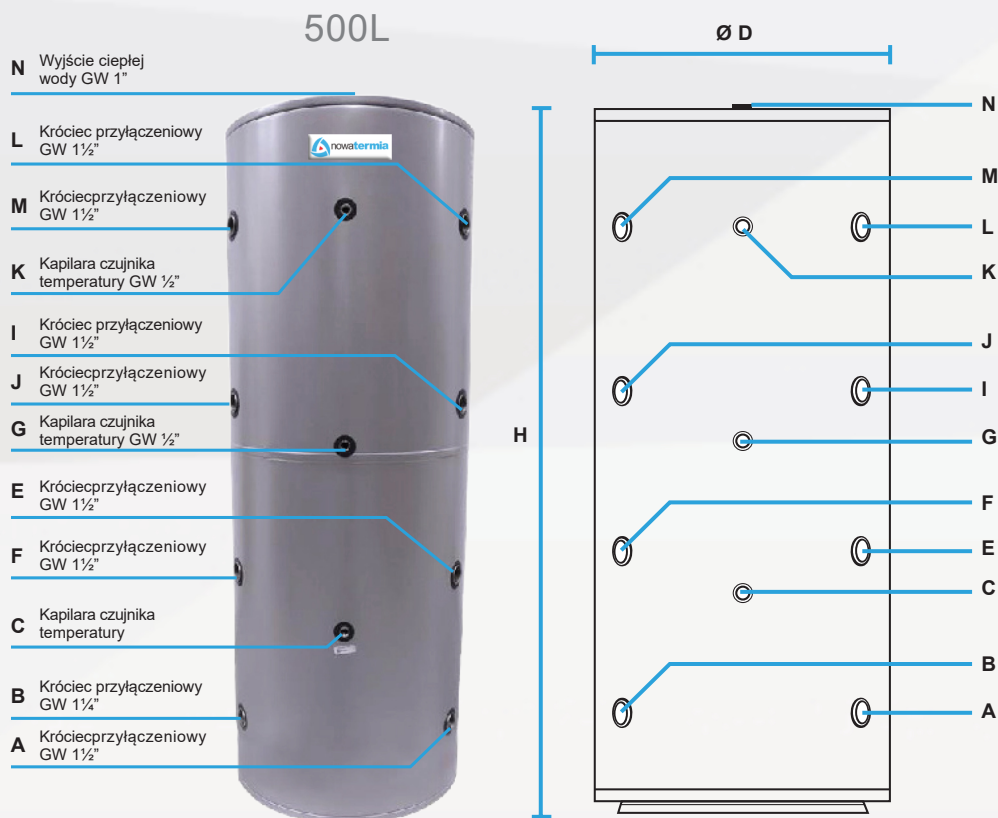 500L
N Wyjście ciepłej
wody GW 1”
L Króciec przyłączeniowy
GW 1½”
M Króciecprzyłączeniowy
GW 1½”
K Kapilara czujnika
temperatury GW ½”
I Króciec przyłączeniowy
GW 1½”
J Króciecprzyłączeniowy
GW 1½”
G Kapilara czujnika
temperatury GW ½”
E Króciecprzyłączeniowy
GW 1½”
F Króciecprzyłączeniowy
GW 1½”
C Kapilara czujnika
temperatury
B Króciec przyłączeniowy
GW 1¼”
A Króciecprzyłączeniowy
GW 1½”
nowatermia
Ø D
H
N
M
L
K
J
I
G
F
E
C
B
A